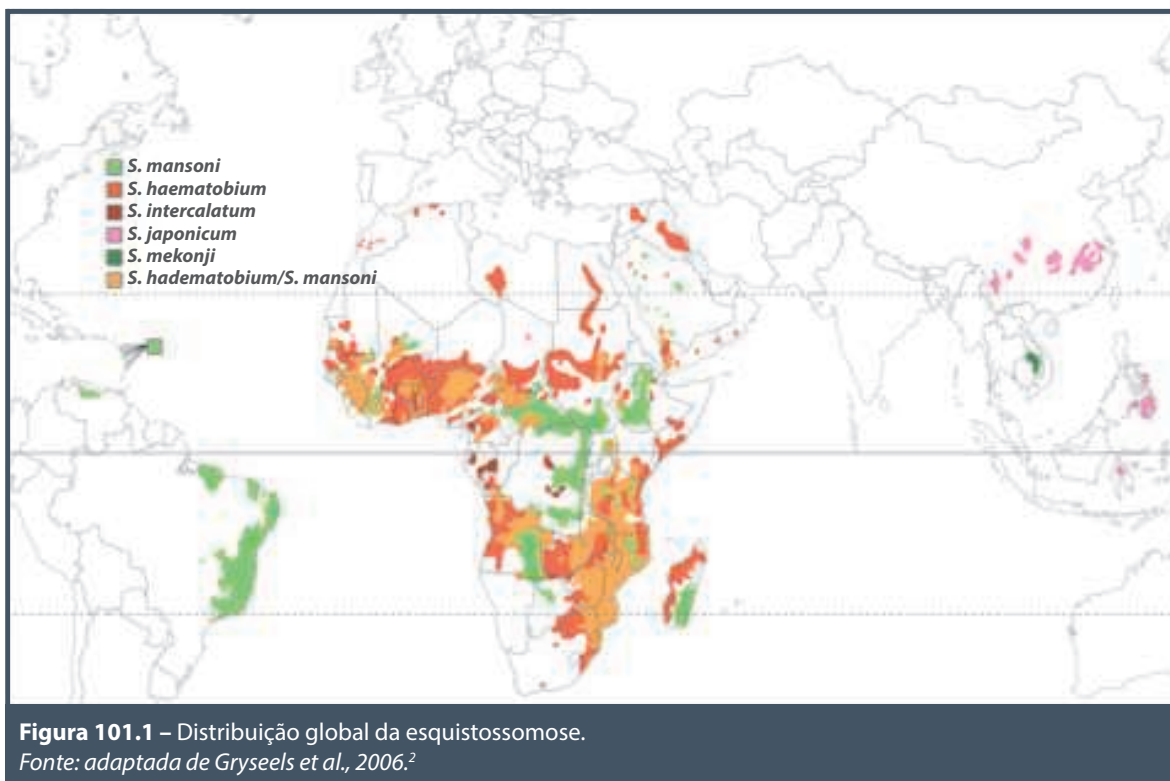 S. mansoni
S. haematobium
S. intercalatum
S. japonicum
S. mekonji
S. hadematobium/S. mansoni
Figura 101.1 – Distribuição global da esquistossomose.
Fonte: adaptada de Gryseels et al., 2006.²